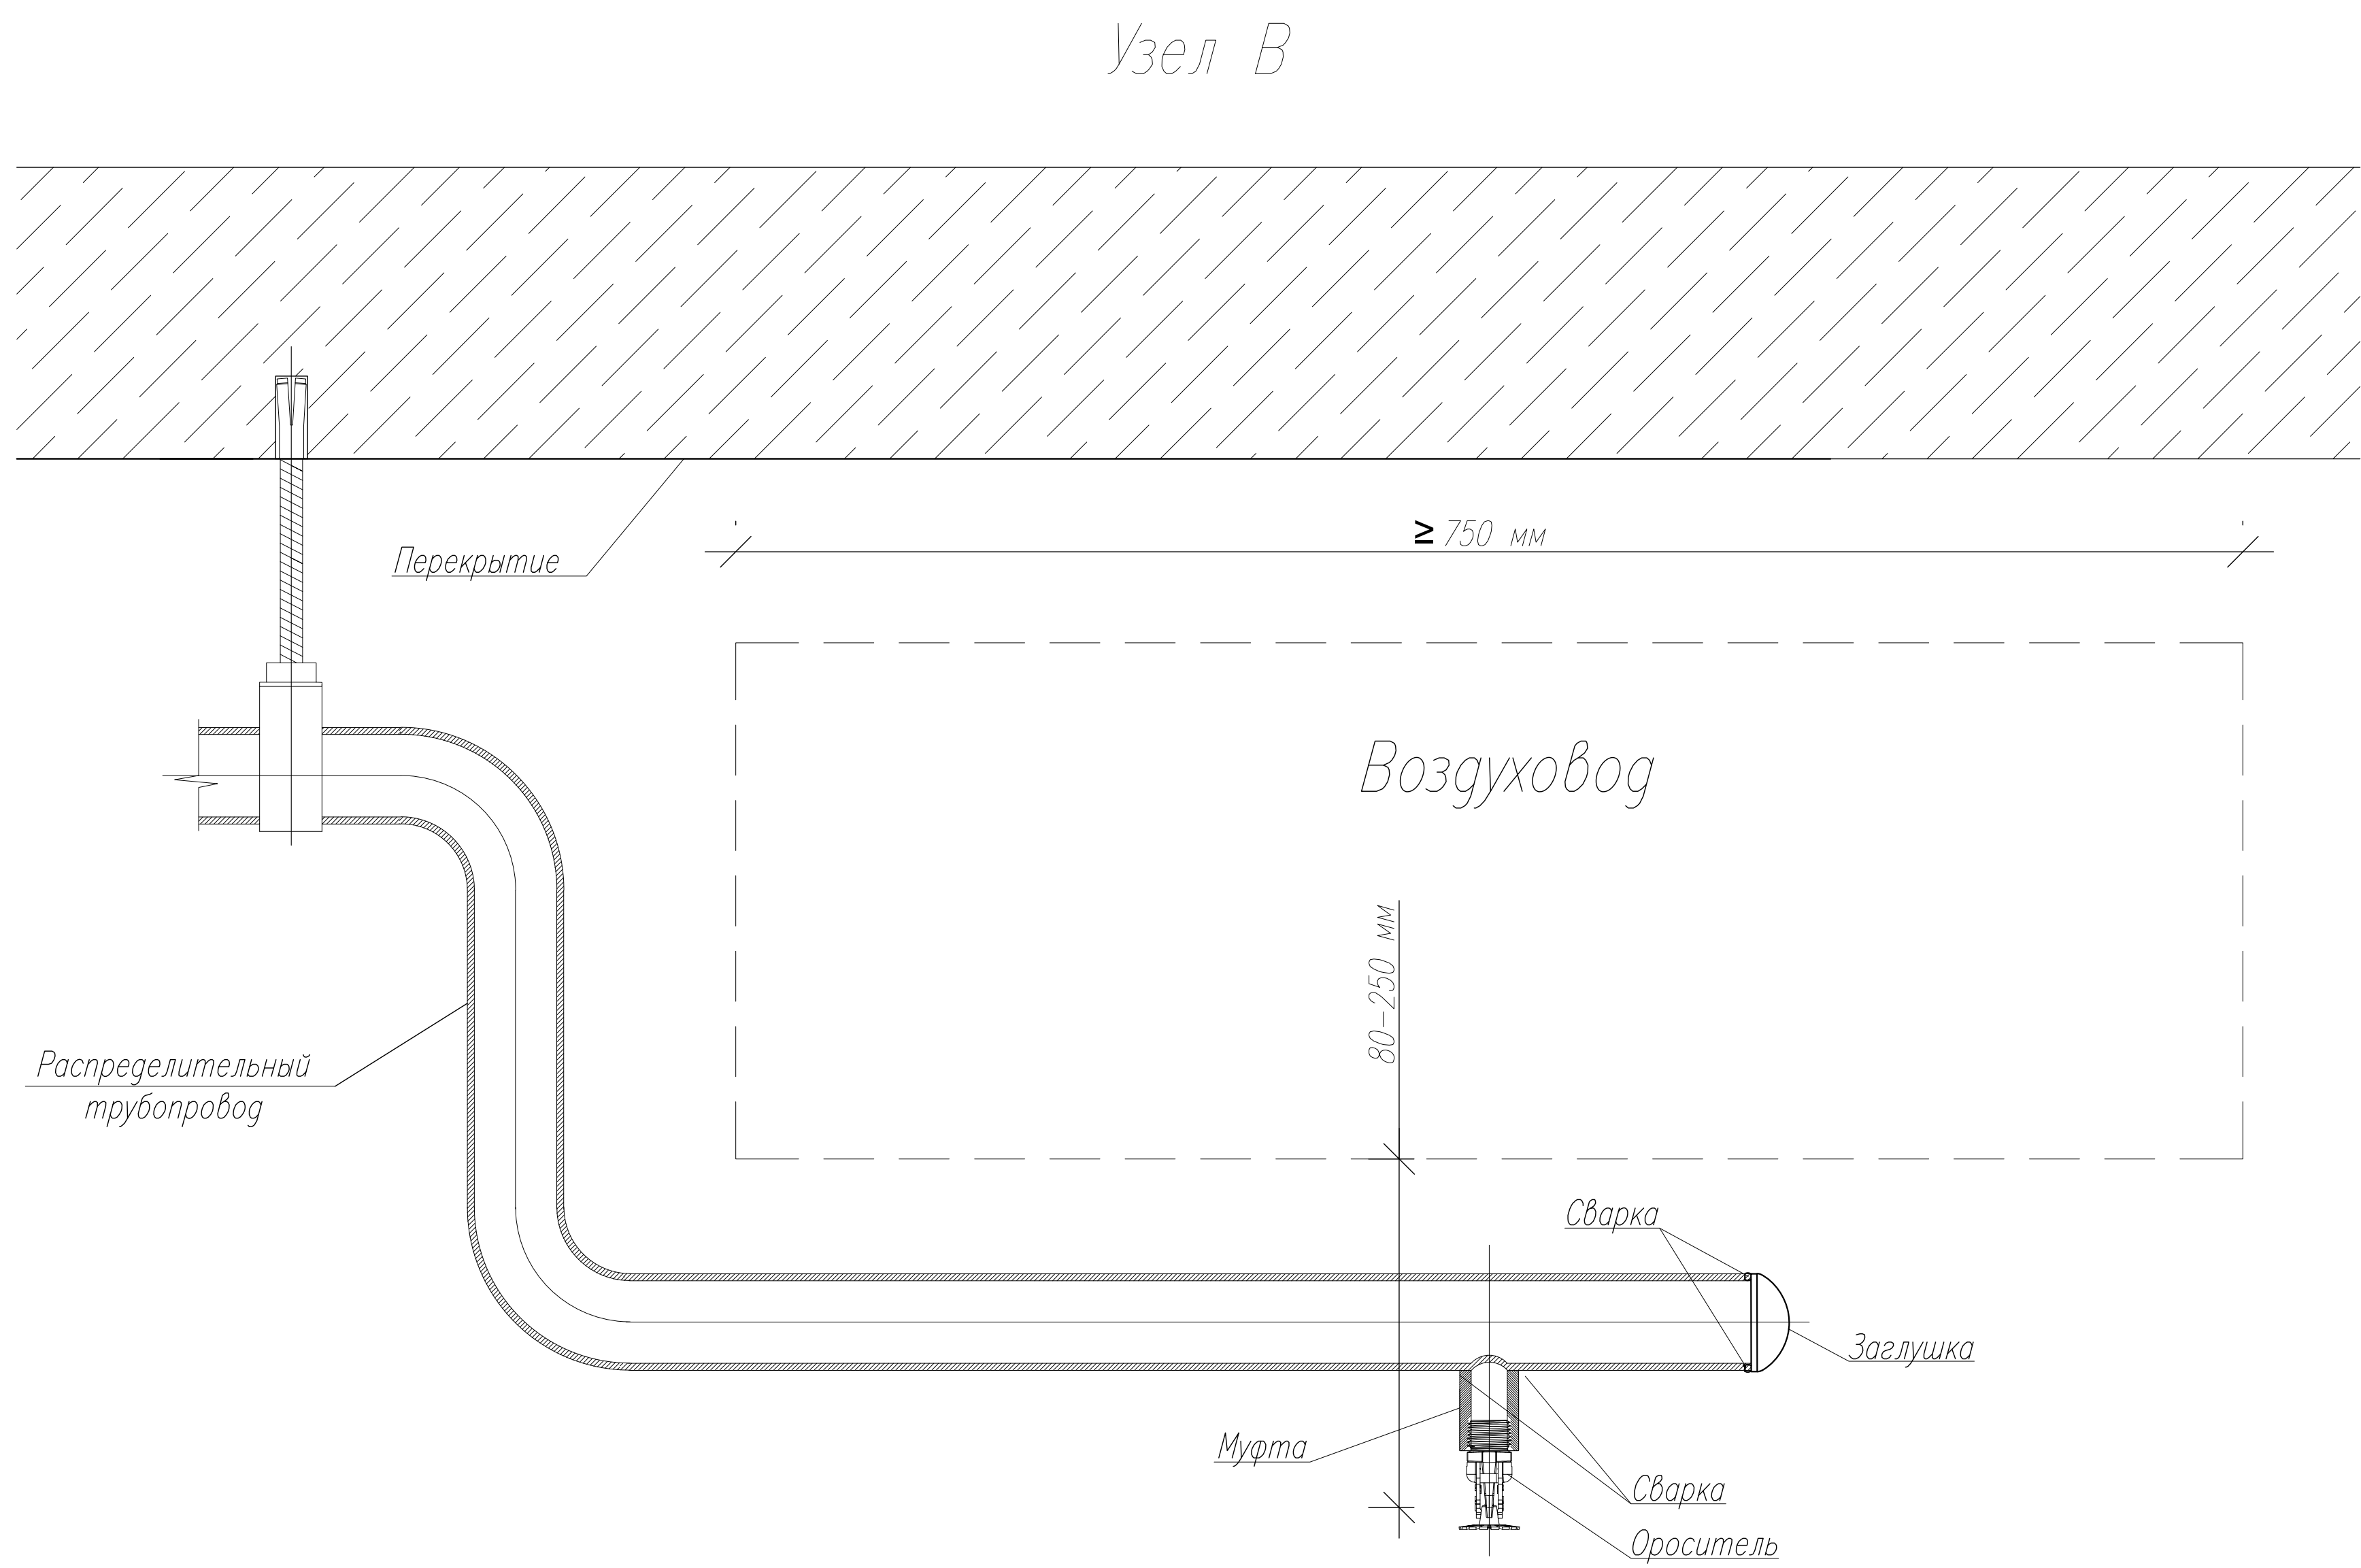 Узел В
≥ 750 мм
Перекрытие
Воздуховод
80-250 мм
Распределительный
трубопровод
Сварка
Заглушка
Муфта
Сварка
Ороситель